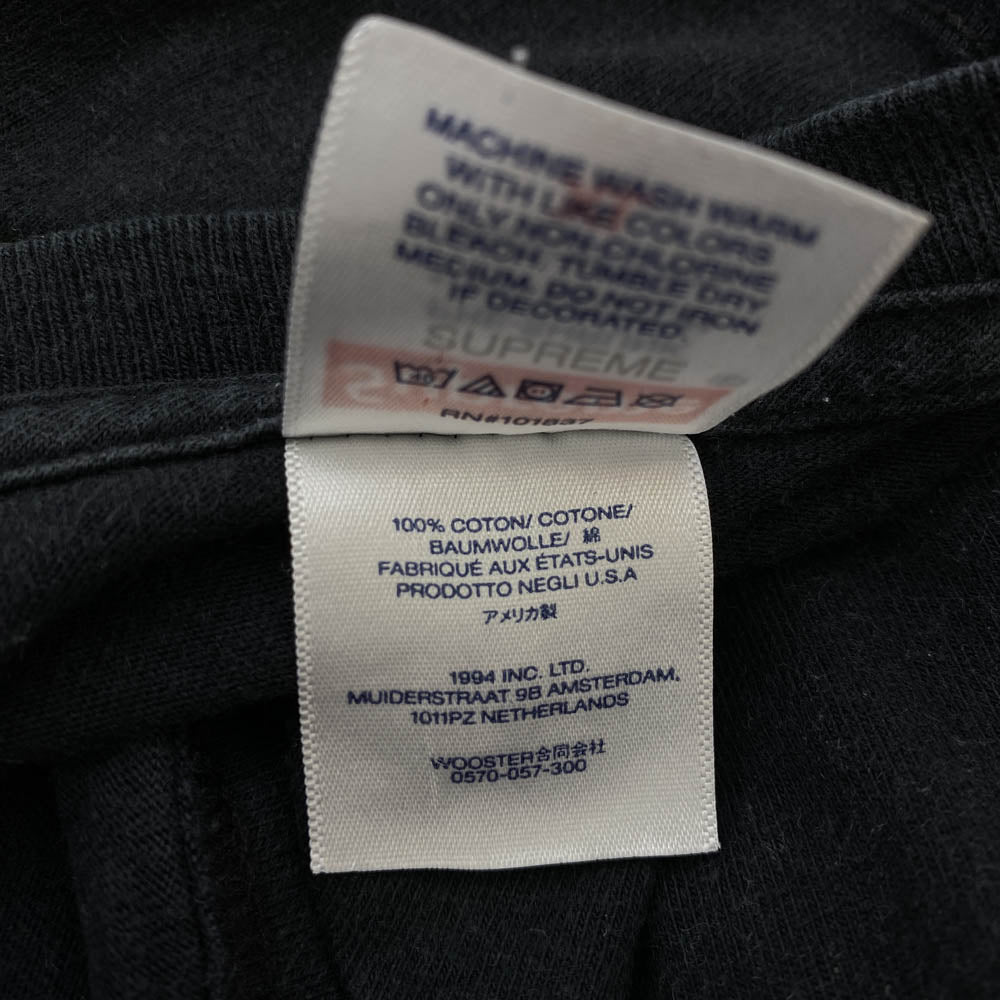 MACHINE WASH WARM
WITH LIKE COLORS
ONLY NON-CHLORINE
BLEACH. TUMBLE DRY
MEDIUM. DO NOT IRON
IF DECORATED.
SUPREME
RN#101837
100% COTON/ COTONE/
BAUMWOLLE/ 綿
FABRIQUÉ AUX ÉTATS-UNIS
PRODOTTO NEGLI U.S.A
アメリカ製
1994 INC. LTD.
MUIDERSTRAAT 9B AMSTERDAM,
1011PZ NETHERLANDS
WOOSTER合同会社
0570-057-300